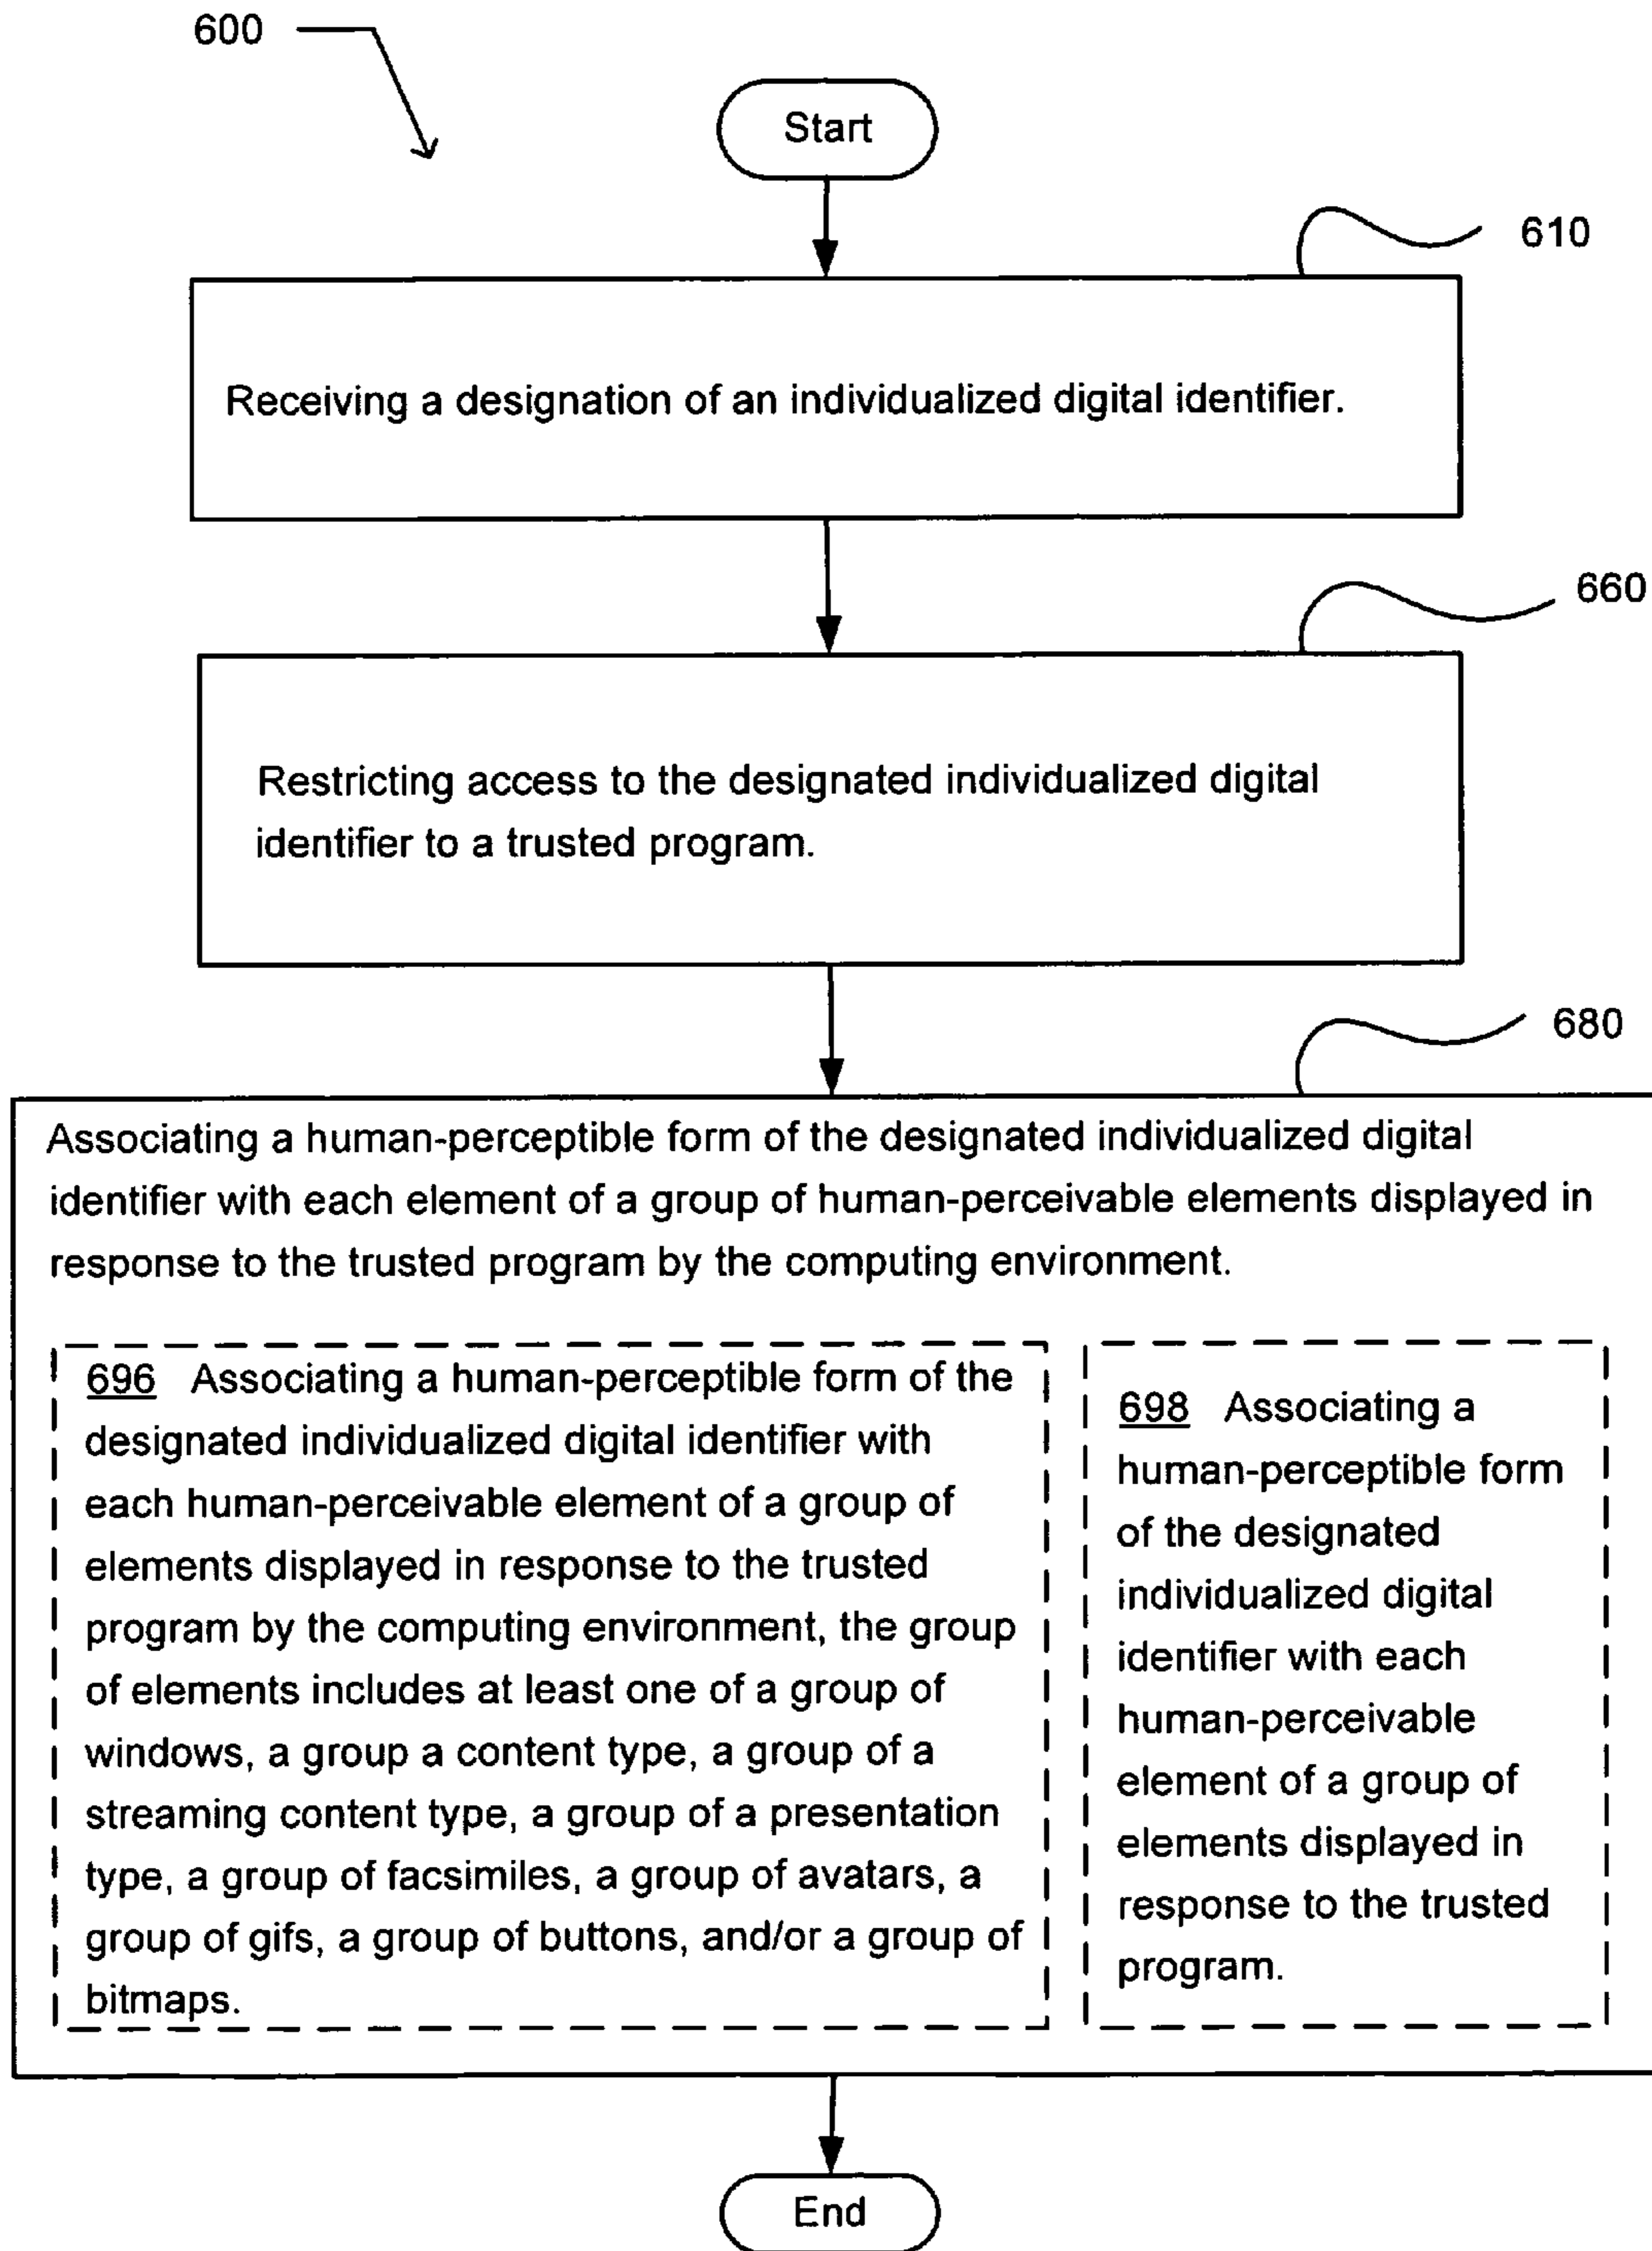 600
Start
610
Receiving a designation of an individualized digital identifier.
660
Restricting access to the designated individualized digital
identifier to a trusted program.
680
Associating a human-perceptible form of the designated individualized digital
identifier with each element of a group of human-perceivable elements displayed in
response to the trusted program by the computing environment.
696 Associating a human-perceptible form of the
designated individualized digital identifier with
each human-perceivable element of a group of
elements displayed in response to the trusted
program by the computing environment, the group
of elements includes at least one of a group of
windows, a group a content type, a group of a
streaming content type, a group of a presentation
type, a group of facsimiles, a group of avatars, a
group of gifs, a group of buttons, and/or a group of
bitmaps.
698 Associating a
human-perceptible form
of the designated
individualized digital
identifier with each
human-perceivable
element of a group of
elements displayed in
response to the trusted
program.
End